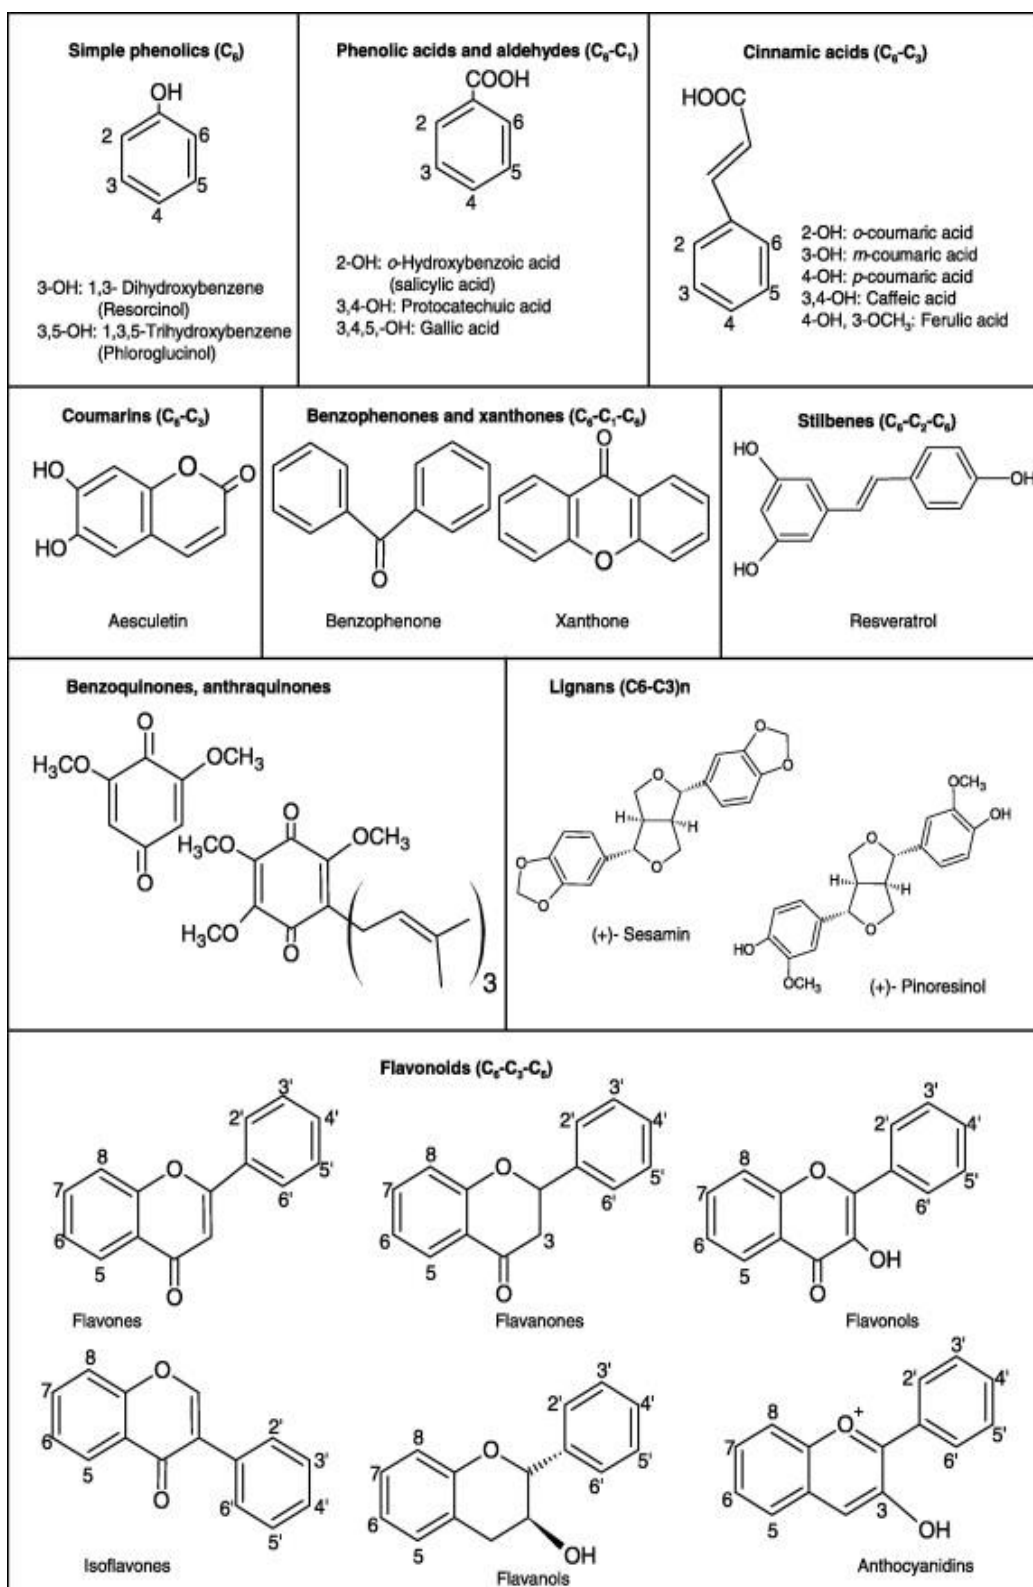 Simple phenolics (C₆)
OH
2
6
3
5
4
3-OH: 1,3- Dihydroxybenzene
(Resorcinol)
3,5-OH: 1,3,5-Trihydroxybenzene
(Phloroglucinol)
Phenolic acids and aldehydes (C₆-C₁)
COOH
2
6
3
5
4
2-OH: o-Hydroxybenzoic acid
(salicylic acid)
3,4-OH: Protocatechuic acid
3,4,5,-OH: Gallic acid
Cinnamic acids (C₆-C₃)
HOOC
2
6
3
5
4
2-OH: o-coumaric acid
3-OH: m-coumaric acid
4-OH: p-coumaric acid
3,4-OH: Caffeic acid
4-OH, 3-OCH₃: Ferulic acid
Coumarins (C₆-C₃)
HO
O
O
HO
Aesculetin
Benzophenones and xanthones (C₆-C₁-C₆)
O
Benzophenone
O
O
Xanthone
Stilbenes (C₆-C₂-C₆)
HO
OH
HO
Resveratrol
Benzoquinones, anthraquinones
O
H₃CO
OCH₃
O
O
H₃CO
OCH₃
H₃CO
O
3
Lignans (C6-C3)n
O
O
O
H
H
O
O
O
(+)- Sesamin
OCH₃
OH
O
H
H
O
HO
OCH₃
(+)- Pinoresinol
Flavonoids (C₆-C₃-C₆)
3'
2'
4'
8
O
5'
7
6'
6
5
O
Flavones
3'
2'
4'
8
O
5'
7
6'
6
3
5
O
Flavanones
3'
2'
4'
8
O
5'
7
6'
6
OH
5
O
Flavonols
8
O
7
2'
6
3'
5
O
6'
4'
5'
Isoflavones
3'
2'
4'
8
O
5'
7
6'
6
5
OH
Flavanols
3'
2'
4'
8
O+
5'
7
6'
6
3
5
OH
Anthocyanidins